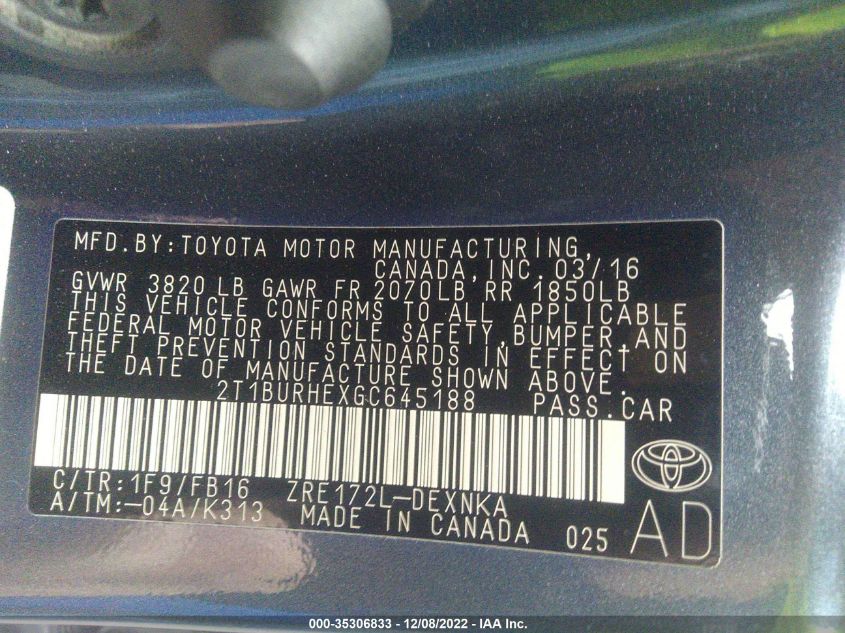 MFD.BY:TOYOTA MOTOR MANUFACTURING,
CANADA,INC.03/16
GVWR 3820 LB GAWR FR 2070LB RR 1850LB
THIS VEHICLE CONFORMS TO ALL APPLICABLE
FEDERAL MOTOR VEHICLE SAFETY,BUMPER,AND
THEFT PREVENTION STANDARDS IN EFFECT ON
THE DATE OF MANUFACTURE SHOWN ABOVE.
2T1BURHEXGC645188 PASS.CAR
C/TR:1F9/FB16 ZRE172L-DEXNKA
A/TM:-04A/K313 MADE IN CANADA 025
AD
000-35306833 - 12/08/2022 - IAA Inc.